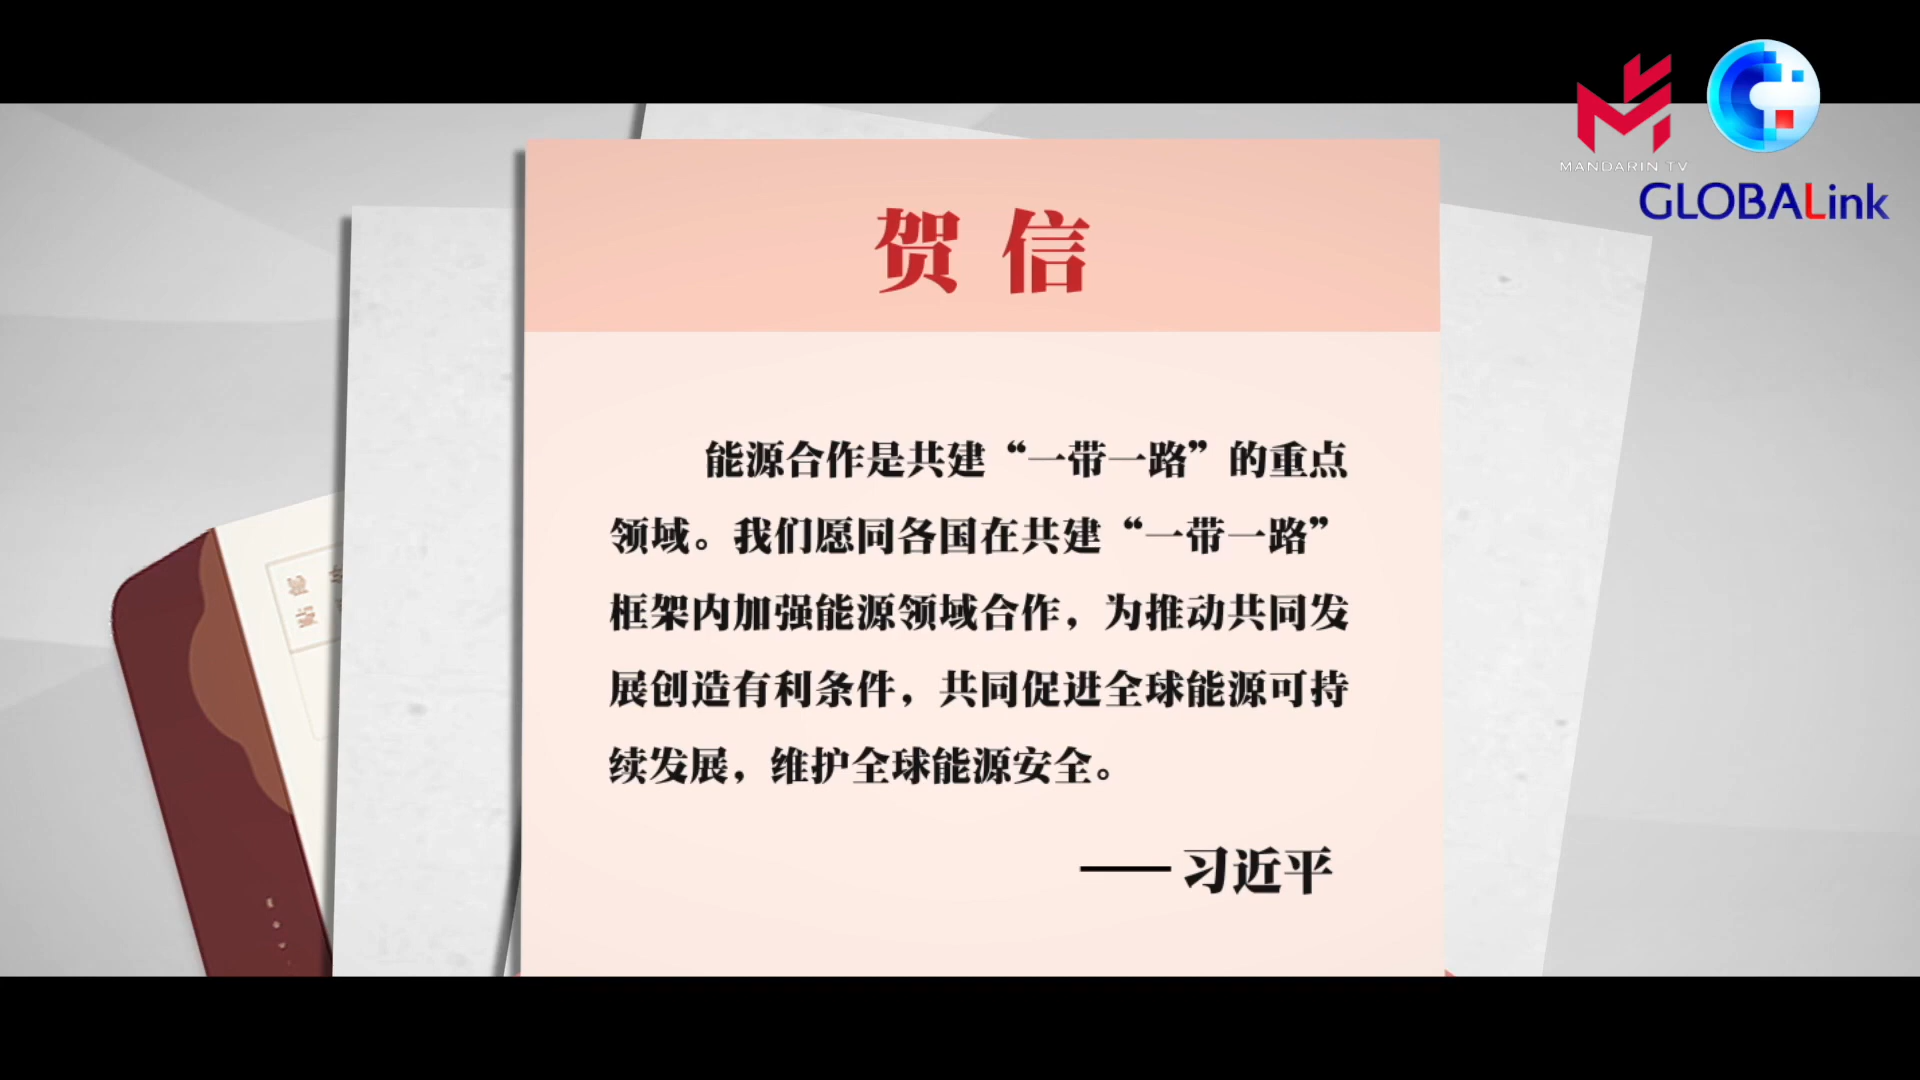 MANDARIN TV
GLOBALink
贺信
能源合作是共建“一带一路”的重点
领域。我们愿同各国在共建“一带一路”
框架内加强能源领域合作，为推动共同发
展创造有利条件，共同促进全球能源可持
续发展，维护全球能源安全。
——习近平